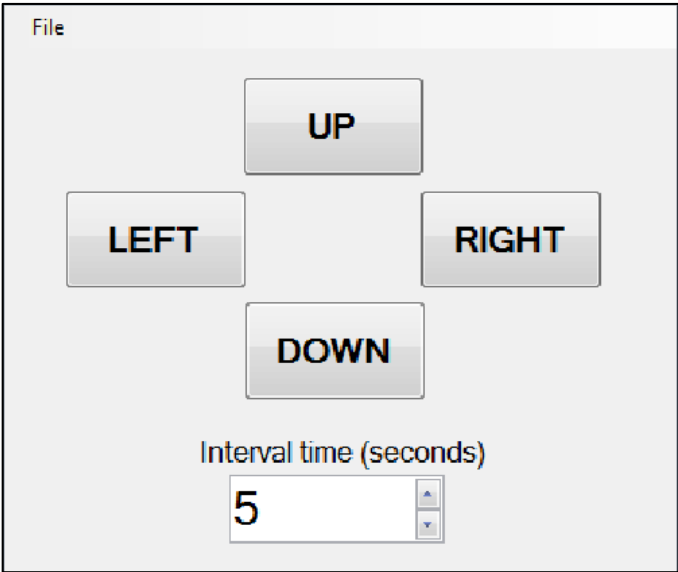 File
UP
LEFT RIGHT
DOWN
Interval time (seconds)
5